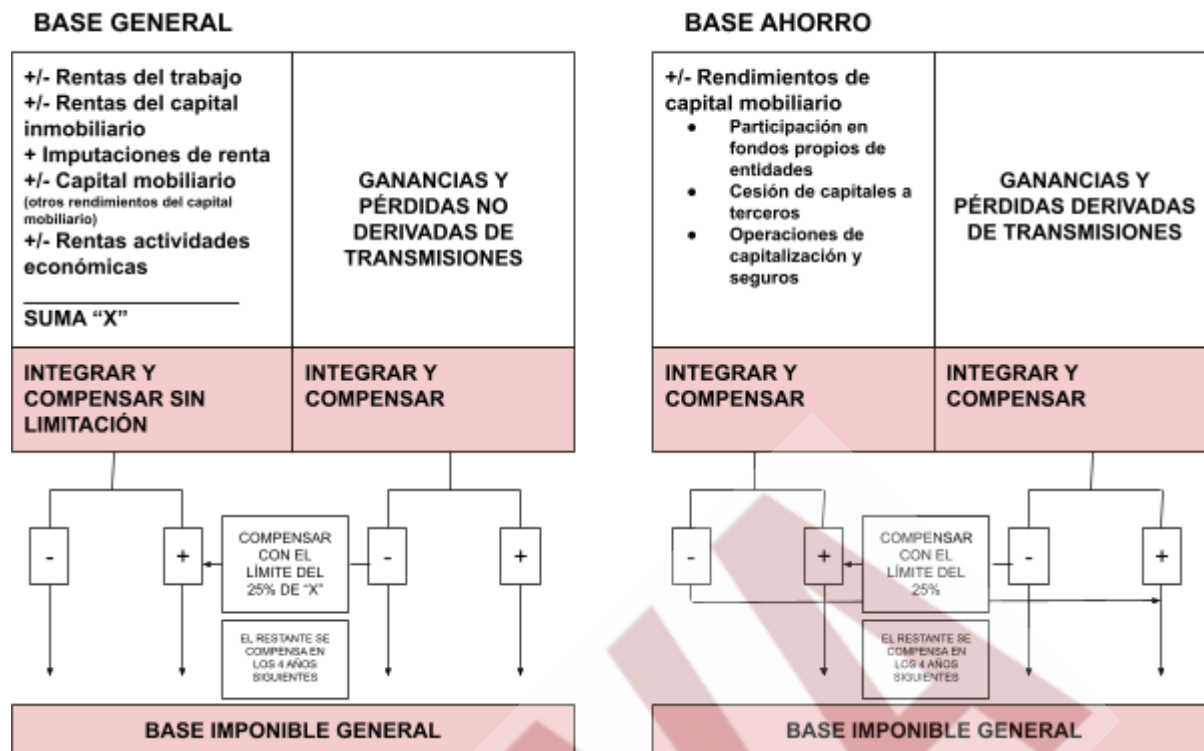 BASE GENERAL
+/- Rentas del trabajo
+/- Rentas del capital
inmobiliario
+ Imputaciones de renta
+/- Capital mobiliario
(otros rendimientos del capital
mobiliario)
+/- Rentas actividades
económicas
SUMA “X”
GANANCIAS Y
PÉRDIDAS NO
DERIVADAS DE
TRANSMISIONES
INTEGRAR Y
COMPENSAR SIN
LIMITACIÓN
INTEGRAR Y
COMPENSAR
-
+
COMPENSAR
CON EL
LÍMITE DEL
25% DE “X”
-
+
EL RESTANTE SE
COMPENSA EN
LOS 4 AÑOS
SIGUIENTES
BASE IMPONIBLE GENERAL
BASE AHORRO
+/- Rendimientos de
capital mobiliario
● Participación en
fondos propios de
entidades
● Cesión de capitales a
terceros
● Operaciones de
capitalización y
seguros
GANANCIAS Y
PÉRDIDAS DERIVADAS
DE TRANSMISIONES
INTEGRAR Y
COMPENSAR
INTEGRAR Y
COMPENSAR
-
+
COMPENSAR
CON EL
LÍMITE DEL
25%
-
+
EL RESTANTE SE
COMPENSA EN
LOS 4 AÑOS
SIGUIENTES
BASE IMPONIBLE GENERAL